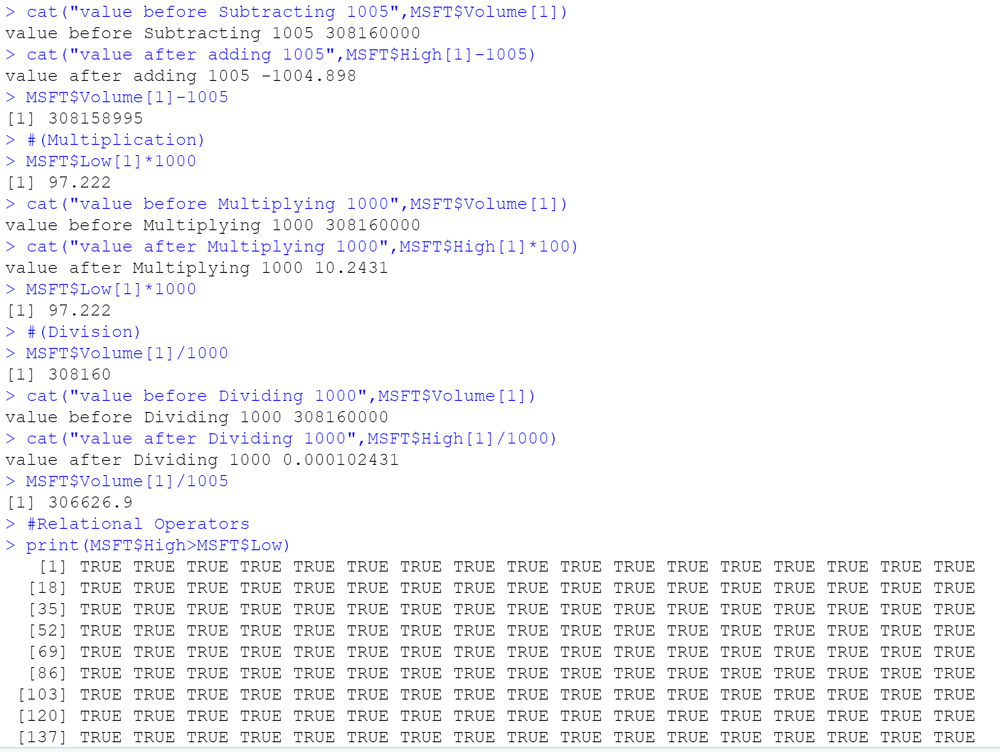 > cat("value before Subtracting 1005",MSFT$Volume[1])
value before Subtracting 1005 308160000
> cat("value after adding 1005",MSFT$High[1]-1005)
value after adding 1005 -1004.898
> MSFT$Volume[1]-1005
[1] 308158995
> #(Multiplication)
> MSFT$Low[1]*1000
[1] 97.222
> cat("value before Multiplying 1000",MSFT$Volume[1])
value before Multiplying 1000 308160000
> cat("value after Multiplying 1000",MSFT$High[1]*100)
value after Multiplying 1000 10.2431
> MSFT$Low[1]*1000
[1] 97.222
> #(Division)
> MSFT$Volume[1]/1000
[1] 308160
> cat("value before Dividing 1000",MSFT$Volume[1])
value before Dividing 1000 308160000
> cat("value after Dividing 1000",MSFT$High[1]/1000)
value after Dividing 1000 0.000102431
> MSFT$Volume[1]/1005
[1] 306626.9
> #Relational Operators
> print(MSFT$High>MSFT$Low)
[1] TRUE TRUE TRUE TRUE TRUE TRUE TRUE TRUE TRUE TRUE TRUE TRUE TRUE TRUE TRUE TRUE TRUE
[18] TRUE TRUE TRUE TRUE TRUE TRUE TRUE TRUE TRUE TRUE TRUE TRUE TRUE TRUE TRUE TRUE TRUE
[35] TRUE TRUE TRUE TRUE TRUE TRUE TRUE TRUE TRUE TRUE TRUE TRUE TRUE TRUE TRUE TRUE TRUE
[52] TRUE TRUE TRUE TRUE TRUE TRUE TRUE TRUE TRUE TRUE TRUE TRUE TRUE TRUE TRUE TRUE TRUE
[69] TRUE TRUE TRUE TRUE TRUE TRUE TRUE TRUE TRUE TRUE TRUE TRUE TRUE TRUE TRUE TRUE TRUE
[86] TRUE TRUE TRUE TRUE TRUE TRUE TRUE TRUE TRUE TRUE TRUE TRUE TRUE TRUE TRUE TRUE TRUE
[103] TRUE TRUE TRUE TRUE TRUE TRUE TRUE TRUE TRUE TRUE TRUE TRUE TRUE TRUE TRUE TRUE TRUE
[120] TRUE TRUE TRUE TRUE TRUE TRUE TRUE TRUE TRUE TRUE TRUE TRUE TRUE TRUE TRUE TRUE TRUE
[137] TRUE TRUE TRUE TRUE TRUE TRUE TRUE TRUE TRUE TRUE TRUE TRUE TRUE TRUE TRUE TRUE TRUE